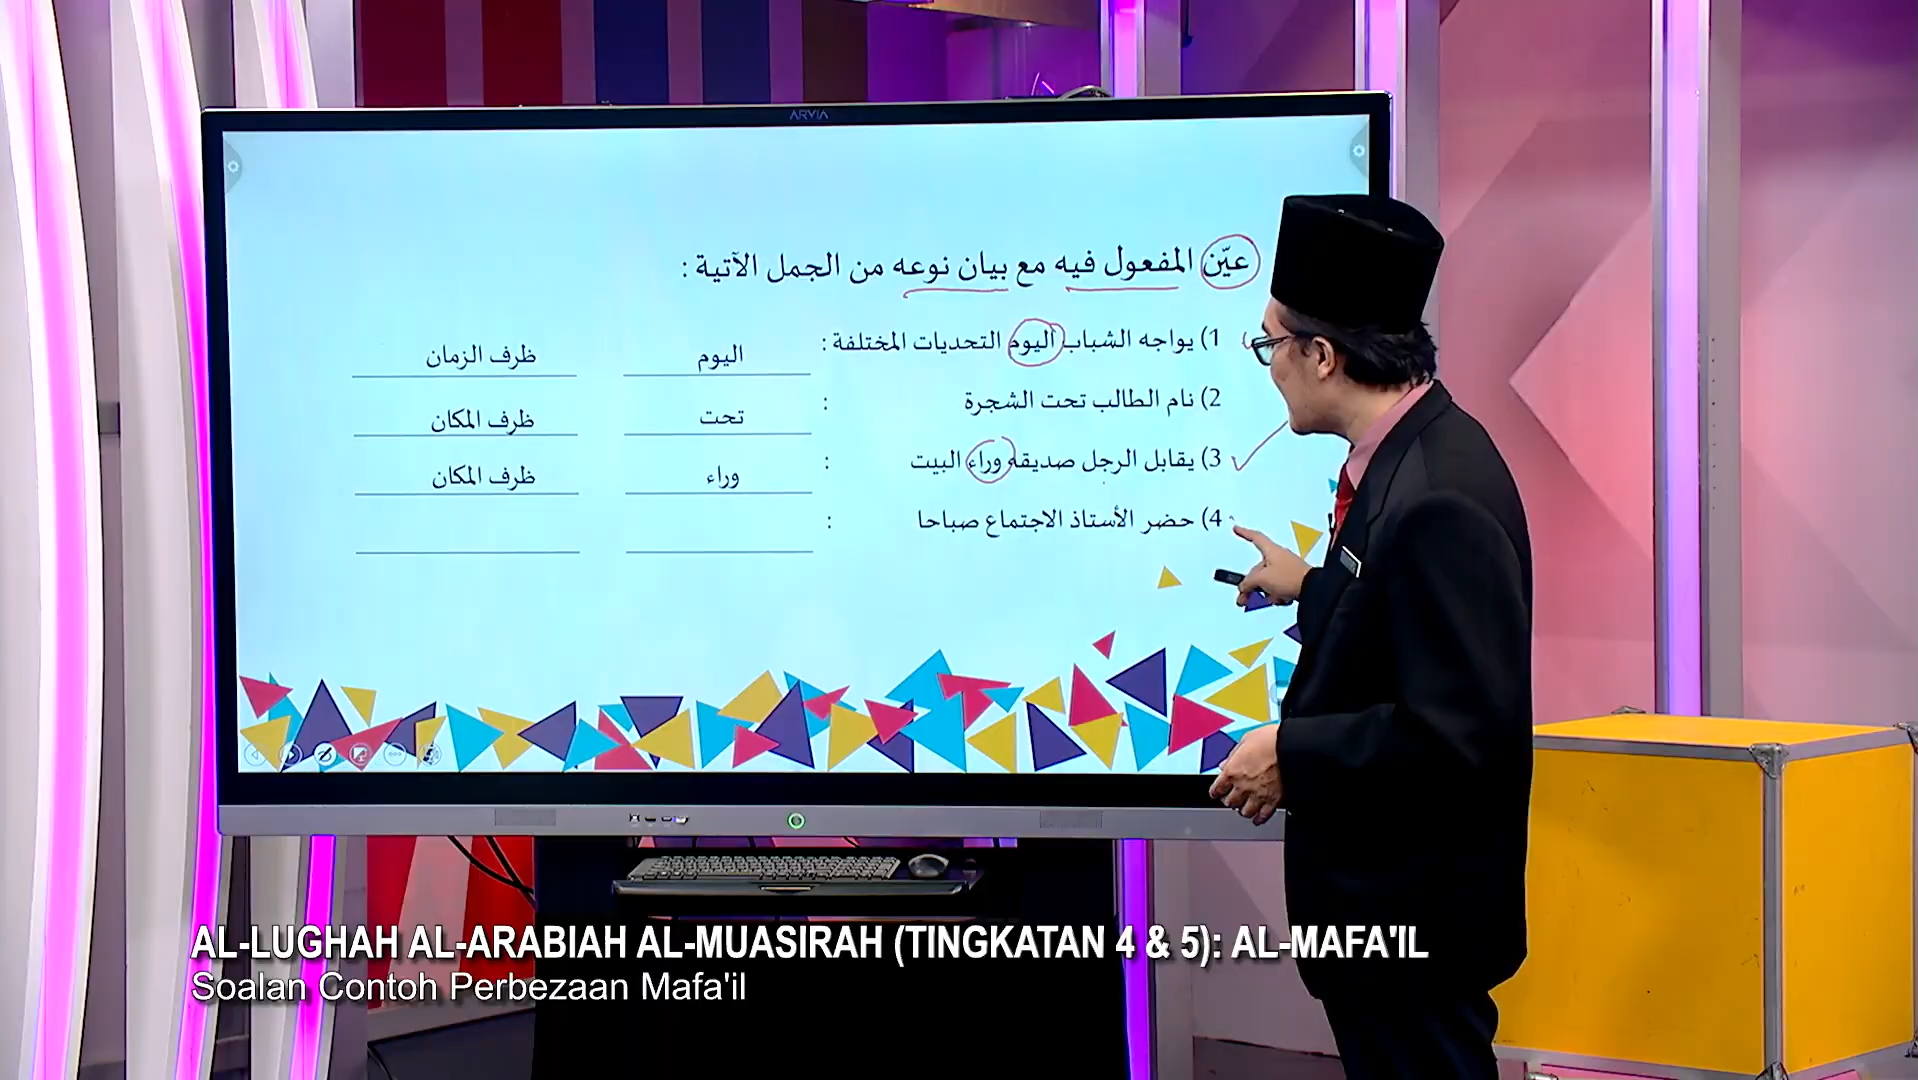 ARVIA
عيّن المفعول فيه مع بيان نوعه من الجمل الآتية :
1) يواجه الشباب اليوم التحديات المختلفة : اليوم ظرف الزمان
2) نام الطالب تحت الشجرة : تحت ظرف المكان
3) يقابل الرجل صديقه وراء البيت : وراء ظرف المكان
4) حضر الأستاذ الاجتماع صباحا :
AL-LUGHAH AL-ARABIAH AL-MUASIRAH (TINGKATAN 4 & 5): AL-MAFA'IL
Soalan Contoh Perbezaan Mafa'il